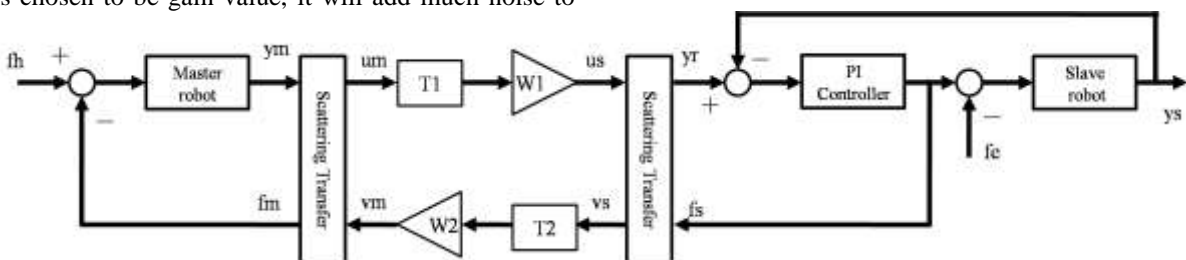 s chosen to be gain value, it will add much noise to
fh
+
−
Master
robot
ym
Scattering Transfer
um
T1
W1
us
Scattering Transfer
yr
+
−
PI
Controller
−
fe
Slave
robot
ys
fm
vm
W2
T2
vs
fs